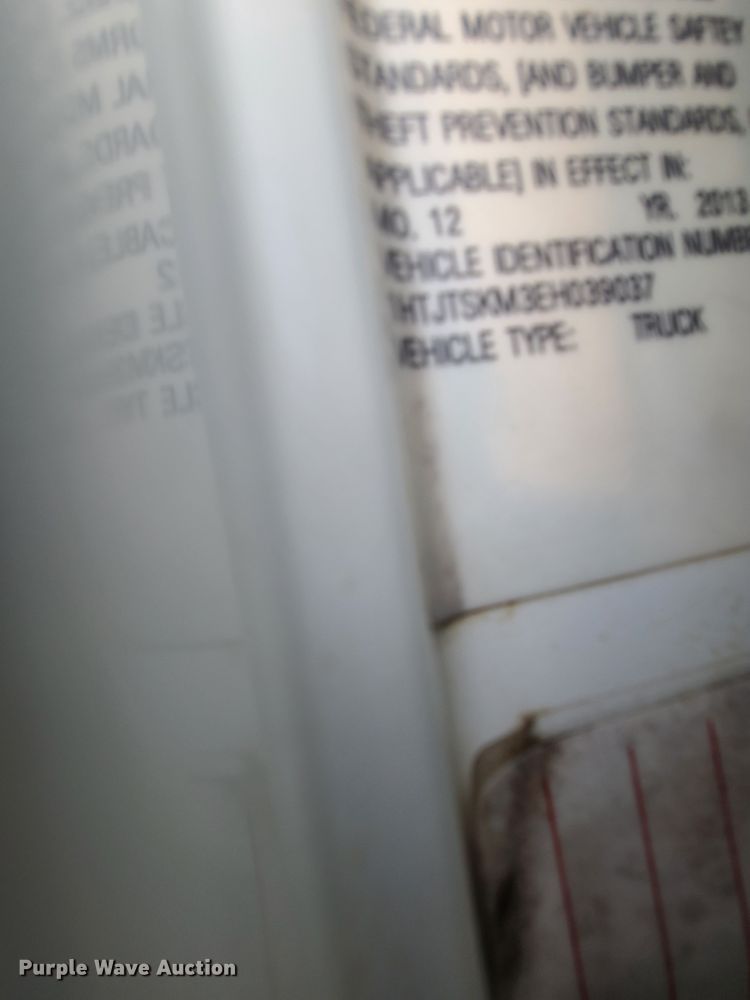 FEDERAL MOTOR VEHICLE SAFTEY
STANDARDS, [AND BUMPER AND
THEFT PREVENTION STANDARDS,
APPLICABLE] IN EFFECT IN:
MO. 12 YR. 2013
VEHICLE IDENTIFICATION NUMBE
1HTJTSKM3EH039037
VEHICLE TYPE: TRUCK
Purple Wave Auction